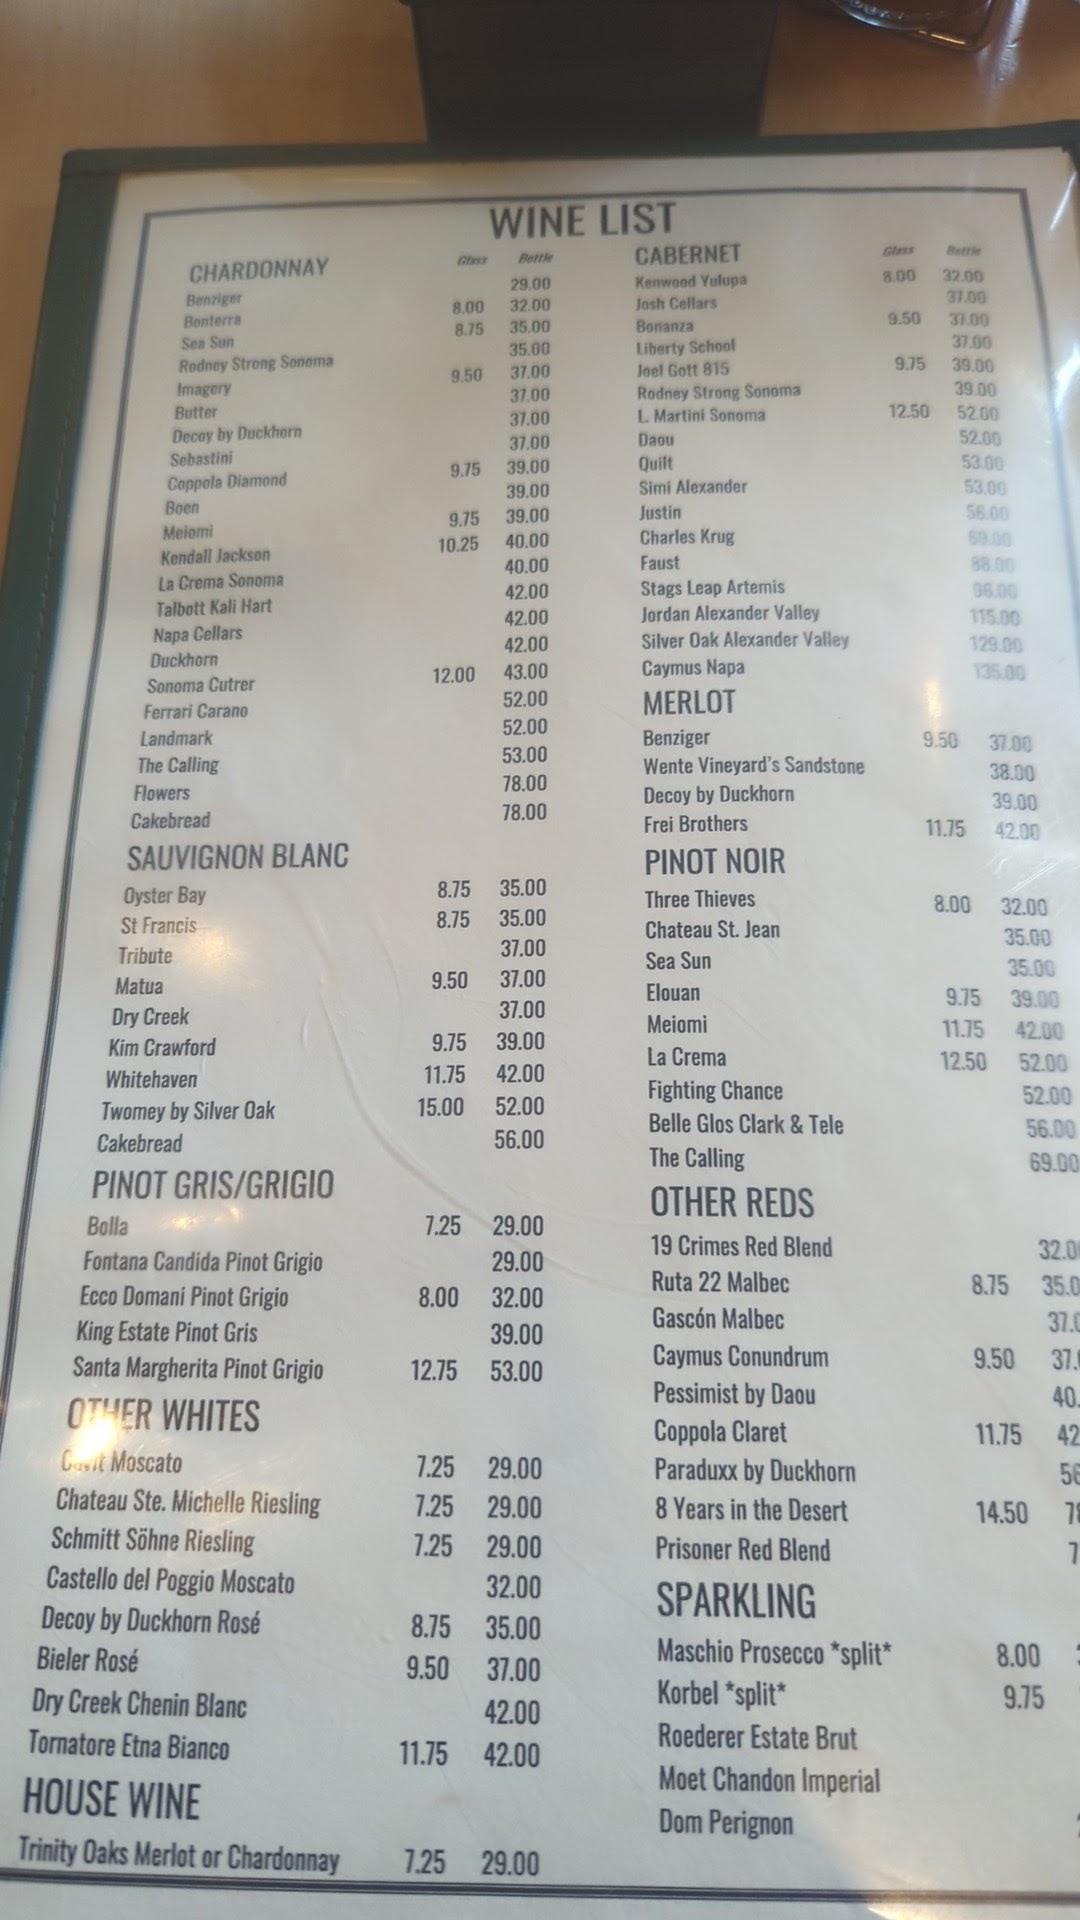 WINE LIST
CHARDONNAY Glass Bottle
Benziger 29.00
Bonterra 8.00 32.00
Sea Sun 8.75 35.00
Rodney Strong Sonoma 35.00
Imagery 9.50 37.00
Butter 37.00
Decoy by Duckhorn 37.00
Sebastini 37.00
Coppola Diamond 9.75 39.00
Boen 39.00
Meiomi 9.75 39.00
Kendall Jackson 10.25 40.00
La Crema Sonoma 40.00
Talbott Kali Hart 42.00
Napa Cellars 42.00
Duckhorn 42.00
Sonoma Cutrer 12.00 43.00
Ferrari Carano 52.00
Landmark 52.00
The Calling 53.00
Flowers 78.00
Cakebread 78.00
SAUVIGNON BLANC
Oyster Bay 8.75 35.00
St Francis 8.75 35.00
Tribute 37.00
Matua 9.50 37.00
Dry Creek 37.00
Kim Crawford 9.75 39.00
Whitehaven 11.75 42.00
Twomey by Silver Oak 15.00 52.00
Cakebread 56.00
PINOT GRIS/GRIGIO
Bolla 7.25 29.00
Fontana Candida Pinot Grigio 29.00
Ecco Domani Pinot Grigio 8.00 32.00
King Estate Pinot Gris 39.00
Santa Margherita Pinot Grigio 12.75 53.00
OTHER WHITES
Cavit Moscato 7.25 29.00
Chateau Ste. Michelle Riesling 7.25 29.00
Schmitt Söhne Riesling 7.25 29.00
Castello del Poggio Moscato 32.00
Decoy by Duckhorn Rosé 8.75 35.00
Bieler Rosé 9.50 37.00
Dry Creek Chenin Blanc 42.00
Tornatore Etna Bianco 11.75 42.00
HOUSE WINE
Trinity Oaks Merlot or Chardonnay 7.25 29.00
CABERNET Glass Bottle
Kenwood Yulupa 8.00 32.00
Josh Cellars 37.00
Bonanza 9.50 37.00
Liberty School 37.00
Joel Gott 815 9.75 39.00
Rodney Strong Sonoma 39.00
L. Martini Sonoma 12.50 52.00
Daou 52.00
Quilt 53.00
Simi Alexander 53.00
Justin 56.00
Charles Krug 69.00
Faust 88.00
Stags Leap Artemis 96.00
Jordan Alexander Valley 115.00
Silver Oak Alexander Valley 129.00
Caymus Napa 135.00
MERLOT
Benziger 9.50 37.00
Wente Vineyard's Sandstone 38.00
Decoy by Duckhorn 39.00
Frei Brothers 11.75 42.00
PINOT NOIR
Three Thieves 8.00 32.00
Chateau St. Jean 35.00
Sea Sun 35.00
Elouan 9.75 39.00
Meiomi 11.75 42.00
La Crema 12.50 52.00
Fighting Chance 52.00
Belle Glos Clark & Tele 56.00
The Calling 69.00
OTHER REDS
19 Crimes Red Blend 32.0
Ruta 22 Malbec 8.75 35.0
Gascón Malbec 37.0
Caymus Conundrum 9.50 37.
Pessimist by Daou 40.
Coppola Claret 11.75 42
Paraduxx by Duckhorn 56
8 Years in the Desert 14.50 78
Prisoner Red Blend 7
SPARKLING
Maschio Prosecco *split* 8.00
Korbel *split* 9.75
Roederer Estate Brut
Moet Chandon Imperial
Dom Perignon